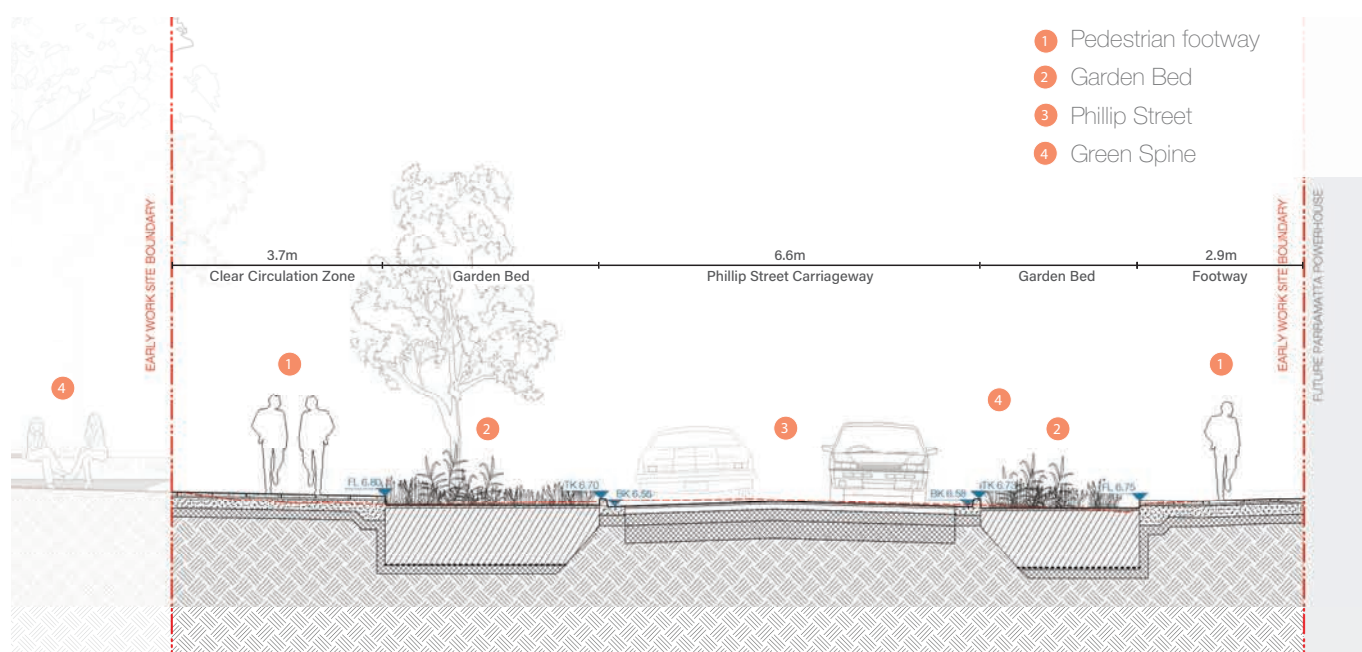 1 Pedestrian footway
2 Garden Bed
3 Phillip Street
4 Green Spine
EARLY WORK SITE BOUNDARY
EARLY WORK SITE BOUNDARY
FUTURE PARRAMATTA POWERHOUSE
3.7m
Clear Circulation Zone
Garden Bed
6.6m
Phillip Street Carriageway
Garden Bed
2.9m
Footway
1
1
4
4
2
3
2
FL 6.80
TK 6.70
BK 6.56
BK 6.58
TK 6.73
FL 6.75